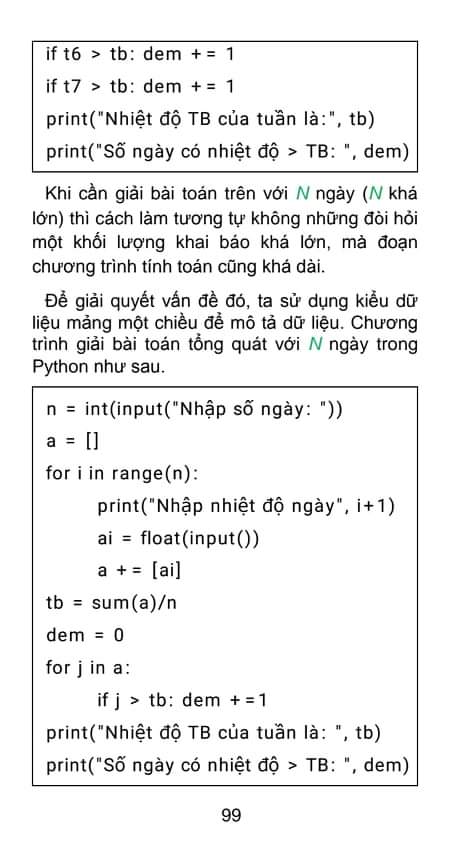 if t6 > tb: dem += 1
if t7 > tb: dem += 1
print("Nhiệt độ TB của tuần là:", tb)
print("Số ngày có nhiệt độ > TB: ", dem)
Khi cần giải bài toán trên với N ngày (N khá
lớn) thì cách làm tương tự không những đòi hỏi
một khối lượng khai báo khá lớn, mà đoạn
chương trình tính toán cũng khá dài.
Để giải quyết vấn đề đó, ta sử dụng kiểu dữ
liệu mảng một chiều để mô tả dữ liệu. Chương
trình giải bài toán tổng quát với N ngày trong
Python như sau.
n = int(input("Nhập số ngày: "))
a = []
for i in range(n):
print("Nhập nhiệt độ ngày", i+1)
ai = float(input())
a += [ai]
tb = sum(a)/n
dem = 0
for j in a:
if j > tb: dem +=1
print("Nhiệt độ TB của tuần là: ", tb)
print("Số ngày có nhiệt độ > TB: ", dem)
99